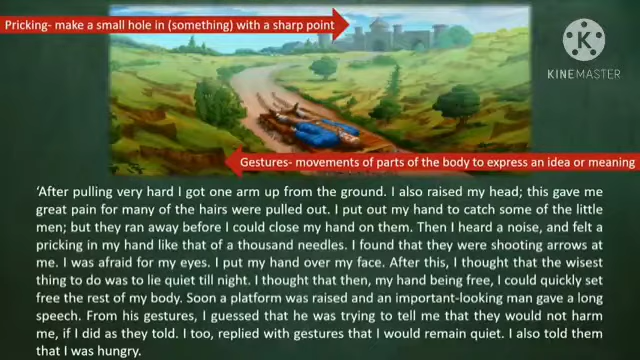 Pricking- make a small hole in (something) with a sharp point
KINEMASTER
Gestures- movements of parts of the body to express an idea or meaning
‘After pulling very hard I got one arm up from the ground. I also raised my head; this gave me
great pain for many of the hairs were pulled out. I put out my hand to catch some of the little
men; but they ran away before I could close my hand on them. Then I heard a noise, and felt a
pricking in my hand like that of a thousand needles. I found that they were shooting arrows at
me. I was afraid for my eyes. I put my hand over my face. After this, I thought that the wisest
thing to do was to lie quiet till night. I thought that then, my hand being free, I could quickly set
free the rest of my body. Soon a platform was raised and an important-looking man gave a long
speech. From his gestures, I guessed that he was trying to tell me that they would not harm
me, if I did as they told. I too, replied with gestures that I would remain quiet. I also told them
that I was hungry.